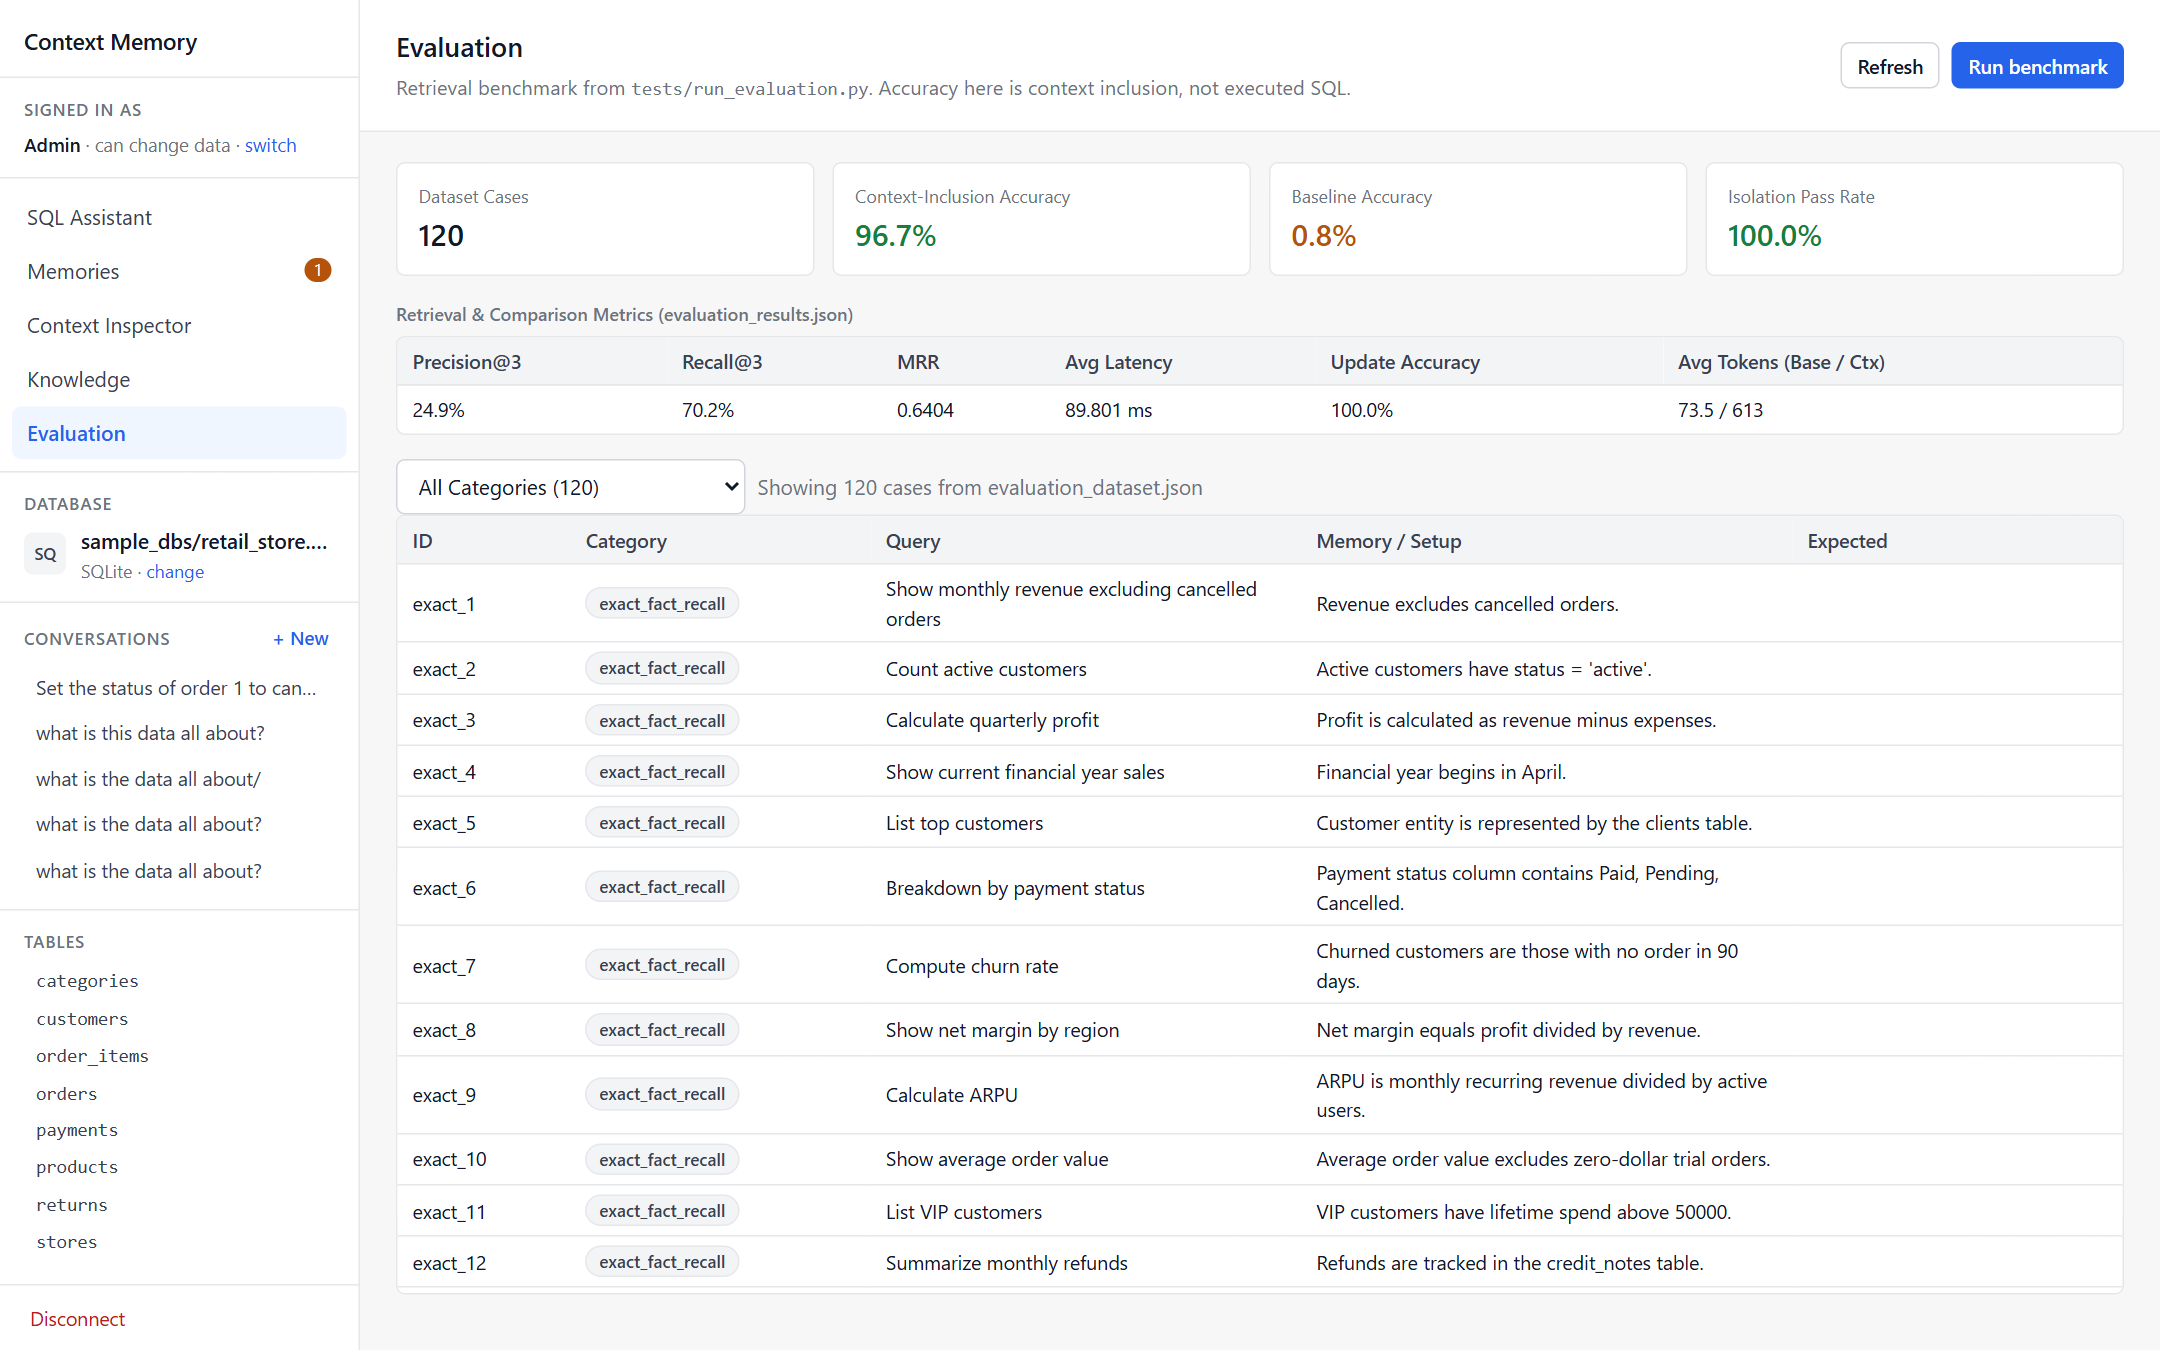 Context Memory
SIGNED IN AS
Admin · can change data · switch
SQL Assistant
Memories 1
Context Inspector
Knowledge
Evaluation
DATABASE
SQ
sample_dbs/retail_store....
SQLite · change
CONVERSATIONS + New
Set the status of order 1 to can...
what is this data all about?
what is the data all about/
what is the data all about?
what is the data all about?
TABLES
categories
customers
order_items
orders
payments
products
returns
stores
Disconnect
Evaluation
Retrieval benchmark from tests/run_evaluation.py. Accuracy here is context inclusion, not executed SQL.
Refresh Run benchmark
Dataset Cases
120
Context-Inclusion Accuracy
96.7%
Baseline Accuracy
0.8%
Isolation Pass Rate
100.0%
Retrieval & Comparison Metrics (evaluation_results.json)
Precision@3 Recall@3 MRR Avg Latency Update Accuracy Avg Tokens (Base / Ctx)
24.9% 70.2% 0.6404 89.801 ms 100.0% 73.5 / 613
All Categories (120) Showing 120 cases from evaluation_dataset.json
ID Category Query Memory / Setup Expected
exact_1 exact_fact_recall Show monthly revenue excluding cancelled
orders
Revenue excludes cancelled orders.
exact_2 exact_fact_recall Count active customers Active customers have status = 'active'.
exact_3 exact_fact_recall Calculate quarterly profit Profit is calculated as revenue minus expenses.
exact_4 exact_fact_recall Show current financial year sales Financial year begins in April.
exact_5 exact_fact_recall List top customers Customer entity is represented by the clients table.
exact_6 exact_fact_recall Breakdown by payment status Payment status column contains Paid, Pending,
Cancelled.
exact_7 exact_fact_recall Compute churn rate Churned customers are those with no order in 90
days.
exact_8 exact_fact_recall Show net margin by region Net margin equals profit divided by revenue.
exact_9 exact_fact_recall Calculate ARPU ARPU is monthly recurring revenue divided by active
users.
exact_10 exact_fact_recall Show average order value Average order value excludes zero-dollar trial orders.
exact_11 exact_fact_recall List VIP customers VIP customers have lifetime spend above 50000.
exact_12 exact_fact_recall Summarize monthly refunds Refunds are tracked in the credit_notes table.